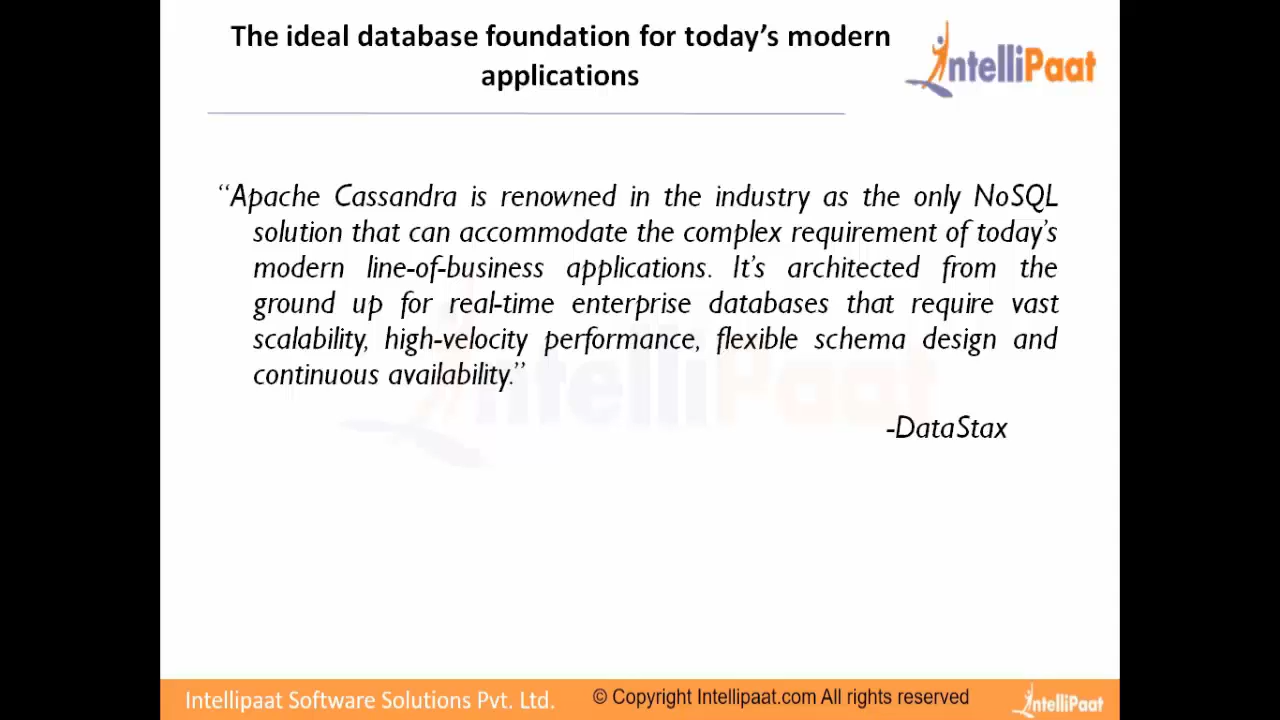 The ideal database foundation for today's modern
applications
IntelliPaat
“Apache Cassandra is renowned in the industry as the only NoSQL
solution that can accommodate the complex requirement of today's
modern line-of-business applications. It's architected from the
ground up for real-time enterprise databases that require vast
scalability, high-velocity performance, flexible schema design and
continuous availability.”
IntelliPaat
-DataStax
Intellipaat Software Solutions Pvt. Ltd.
© Copyright Intellipaat.com All rights reserved
IntelliPaat